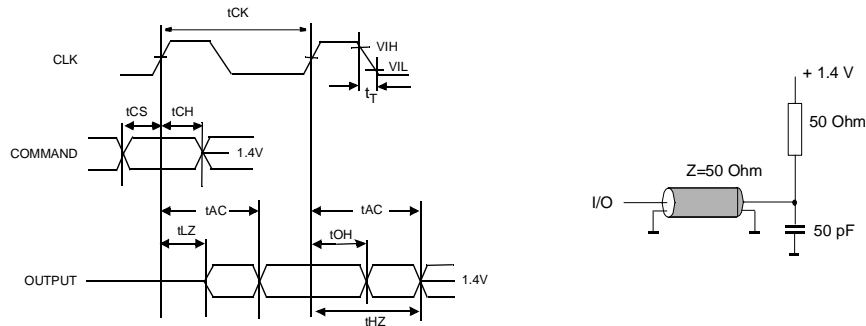 tCK
CLK
VIH
VIL
tT
tCS tCH
COMMAND
1.4V
tAC tAC
tLZ tOH
OUTPUT
1.4V
tHZ
+ 1.4 V
50 Ohm
Z=50 Ohm
I/O
50 pF